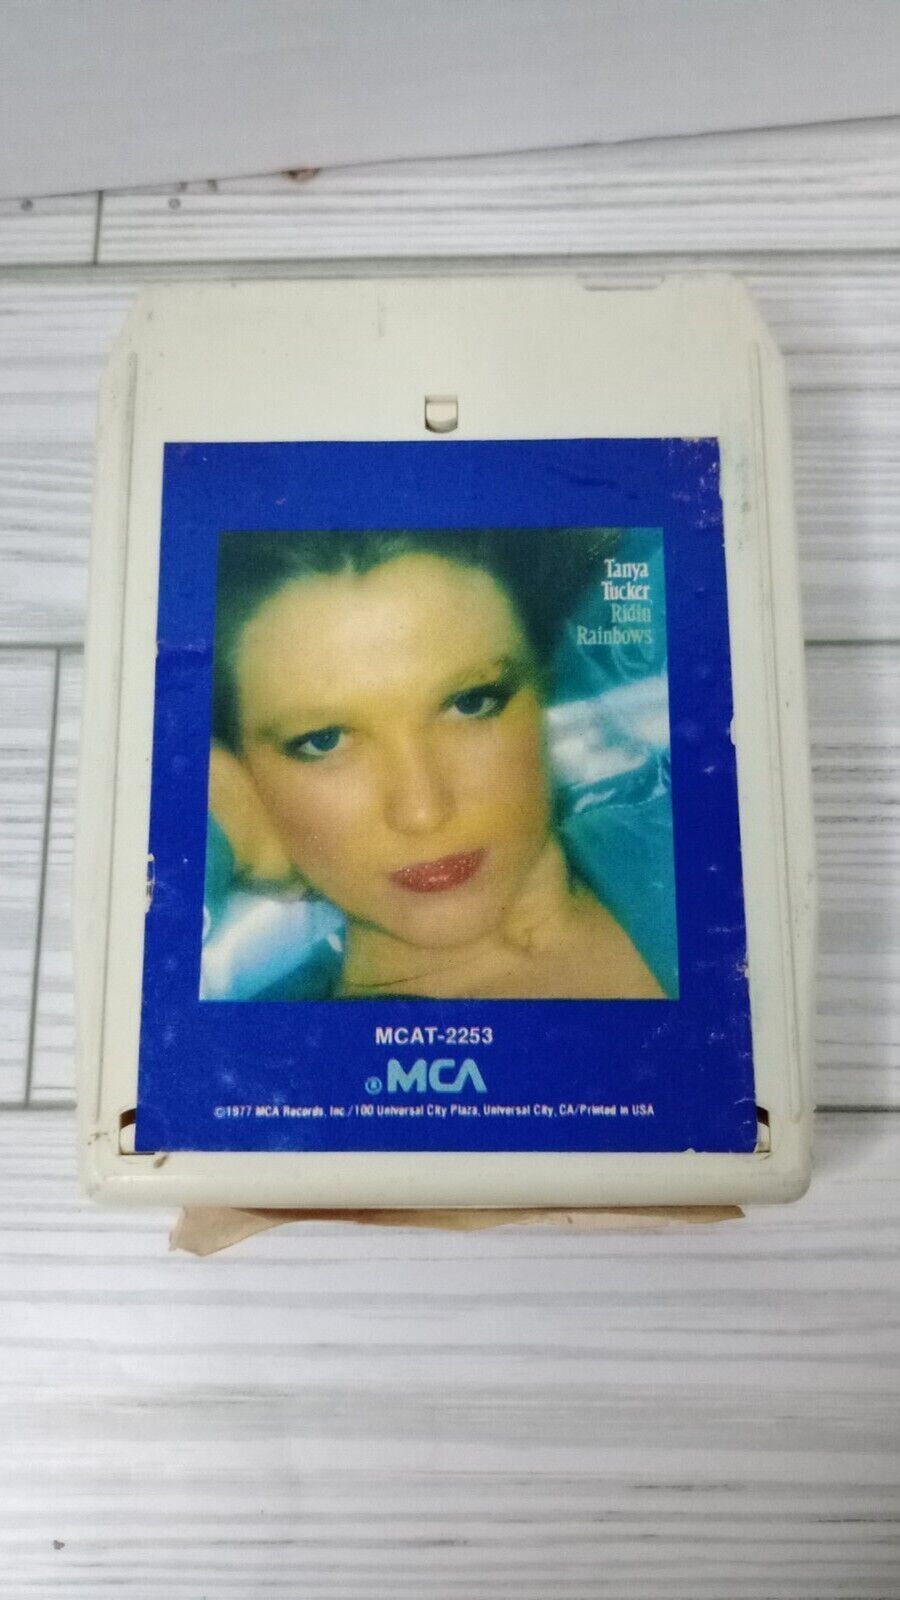 Tanya
Tucker
Ridin
Rainbows
MCAT-2253
® MCA
©1977 MCA Records, Inc./100 Universal City Plaza, Universal City, CA/Printed in USA